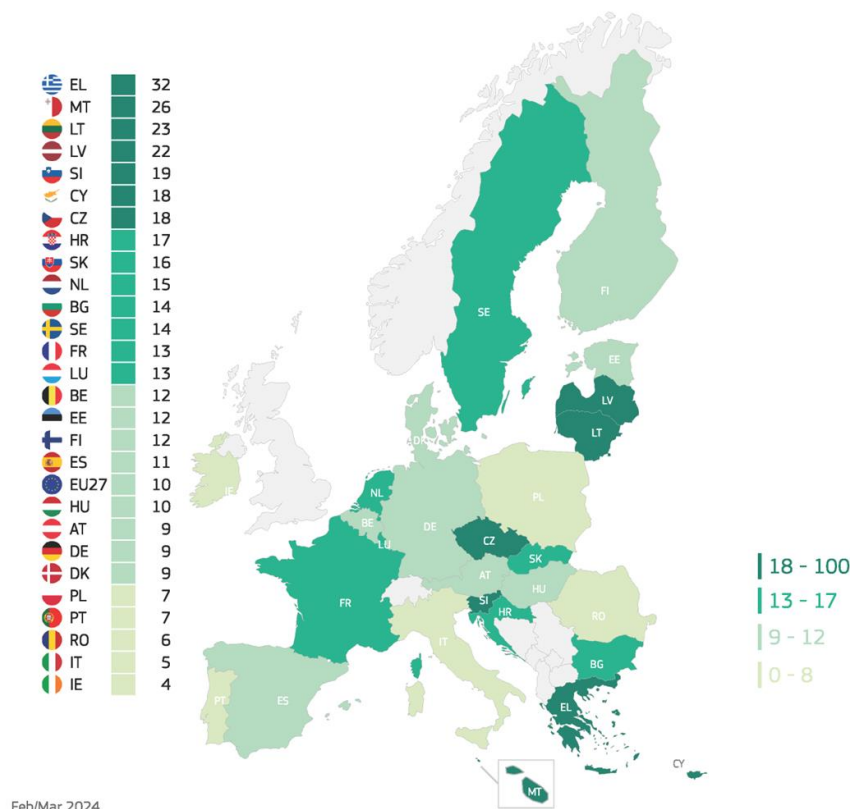 EL 32
MT 26
LT 23
LV 22
SI 19
CY 18
CZ 18
HR 17
SK 16
NL 15
BG 14
SE 14
FR 13
LU 13
BE 12
EE 12
FI 12
ES 11
EU27 10
HU 10
AT 9
DE 9
DK 9
PL 7
PT 7
RO 6
IT 5
IE 4
FI
SE
EE
LV
LT
DK
IE
NL
PL
BE
DE
LU
CZ
SK
AT
HU
FR
SI
HR
RO
IT
BG
PT
ES
EL
CY
MT
18 - 100
13 - 17
9 - 12
0 - 8
Feb/Mar 2024